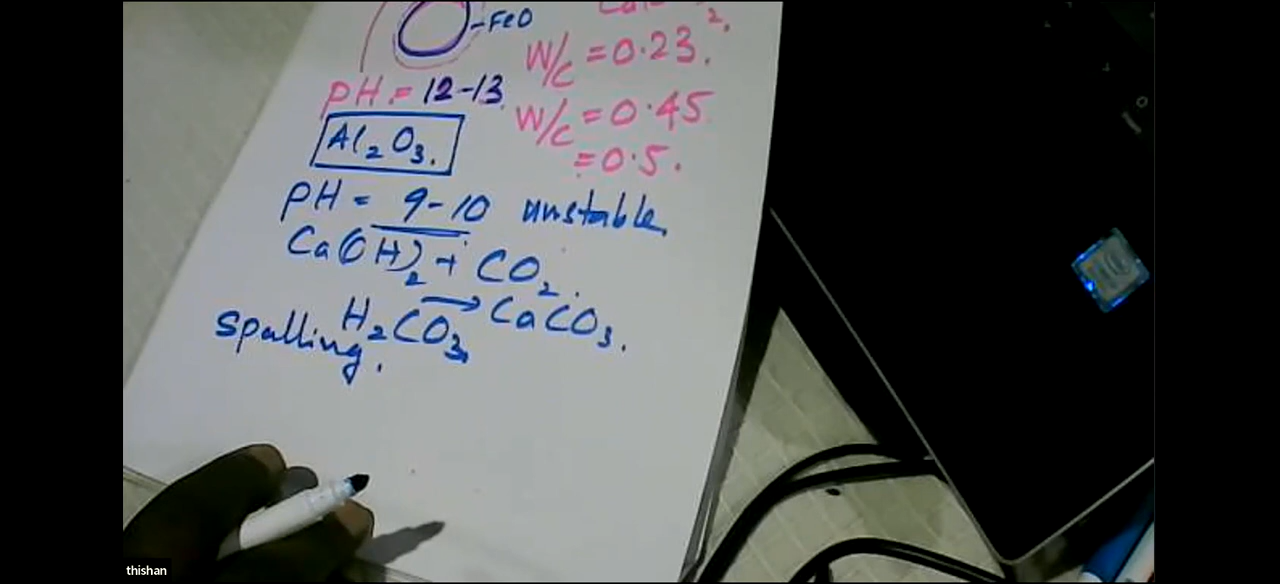 -FeO
2.
W/c = 0.23.
PH = 12-13
W/c = 0.45
= 0.5.
Al2O3.
PH = 9-10 unstable.
Ca(OH)2 + CO2.
H2CO3 → CaCO3.
Spalling.
thishan